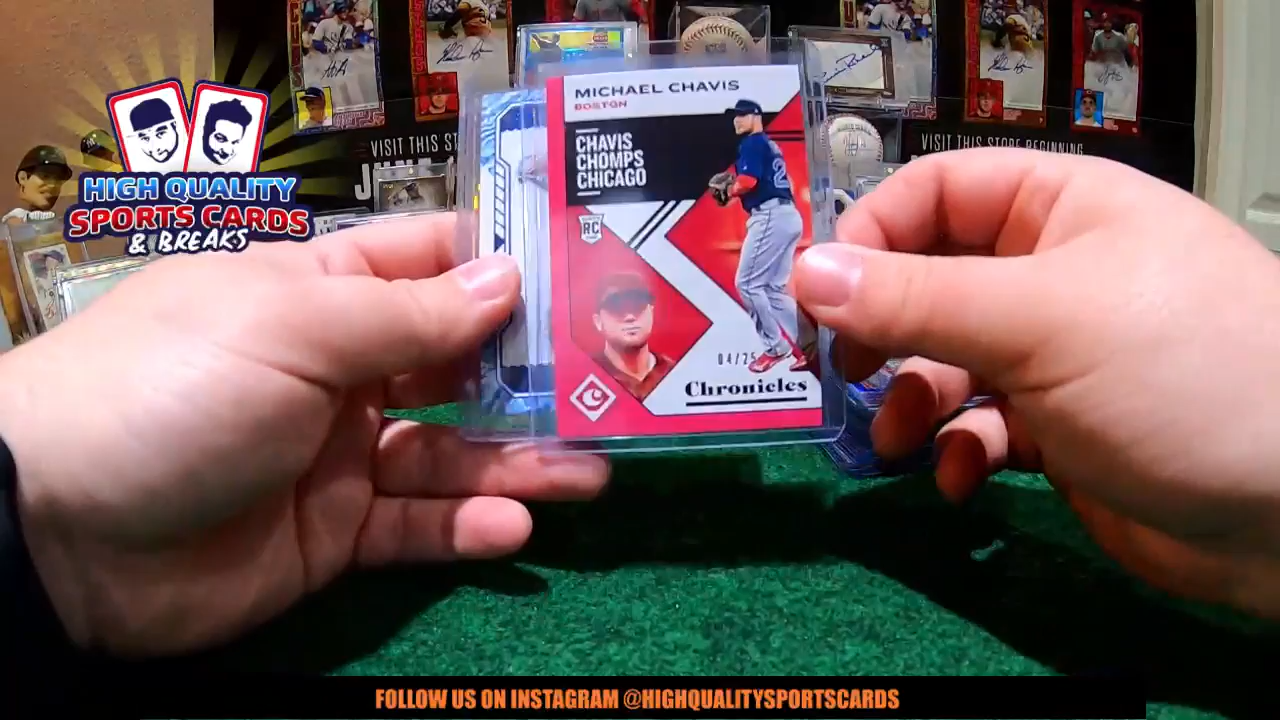 VISIT THIS ST
VISIT THIS STORE BEGINNING
HIGH QUALITY
SPORTS CARDS
& BREAKS
MICHAEL CHAVIS
BOSTON
CHAVIS
CHOMPS
CHICAGO
RC
04/25
Chronicles
FOLLOW US ON INSTAGRAM @HIGHQUALITYSPORTSCARDS